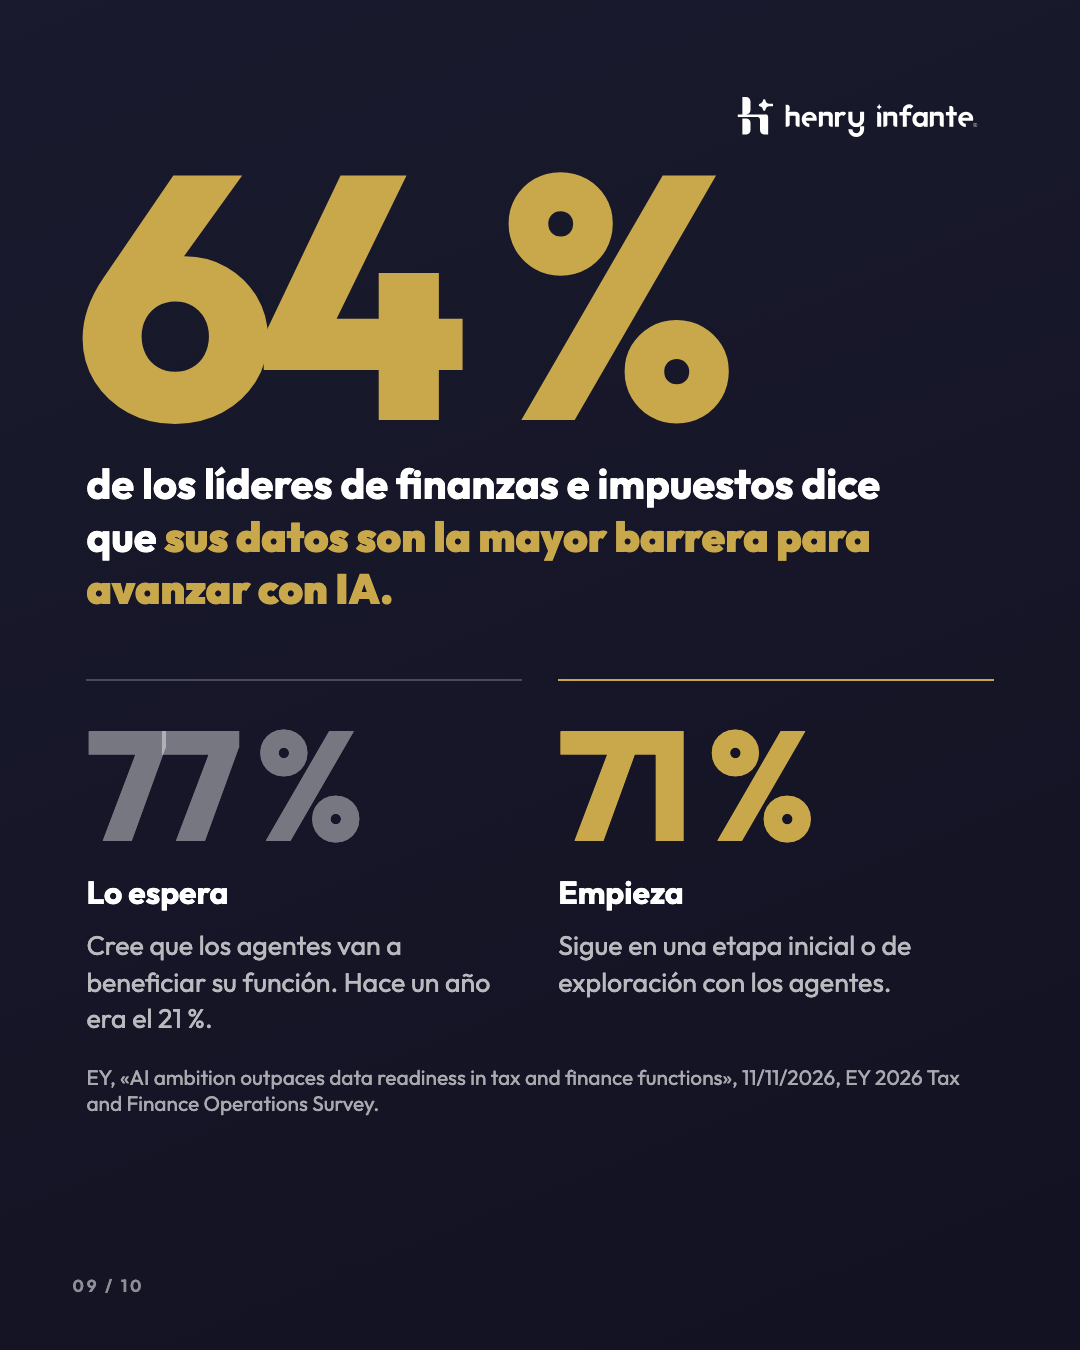 henry infante
64 %
de los líderes de finanzas e impuestos dice
que sus datos son la mayor barrera para
avanzar con IA.
77 %
Lo espera
Cree que los agentes van a
beneficiar su función. Hace un año
era el 21 %.
71 %
Empieza
Sigue en una etapa inicial o de
exploración con los agentes.
EY, «AI ambition outpaces data readiness in tax and finance functions», 11/11/2026, EY 2026 Tax
and Finance Operations Survey.
09 / 10